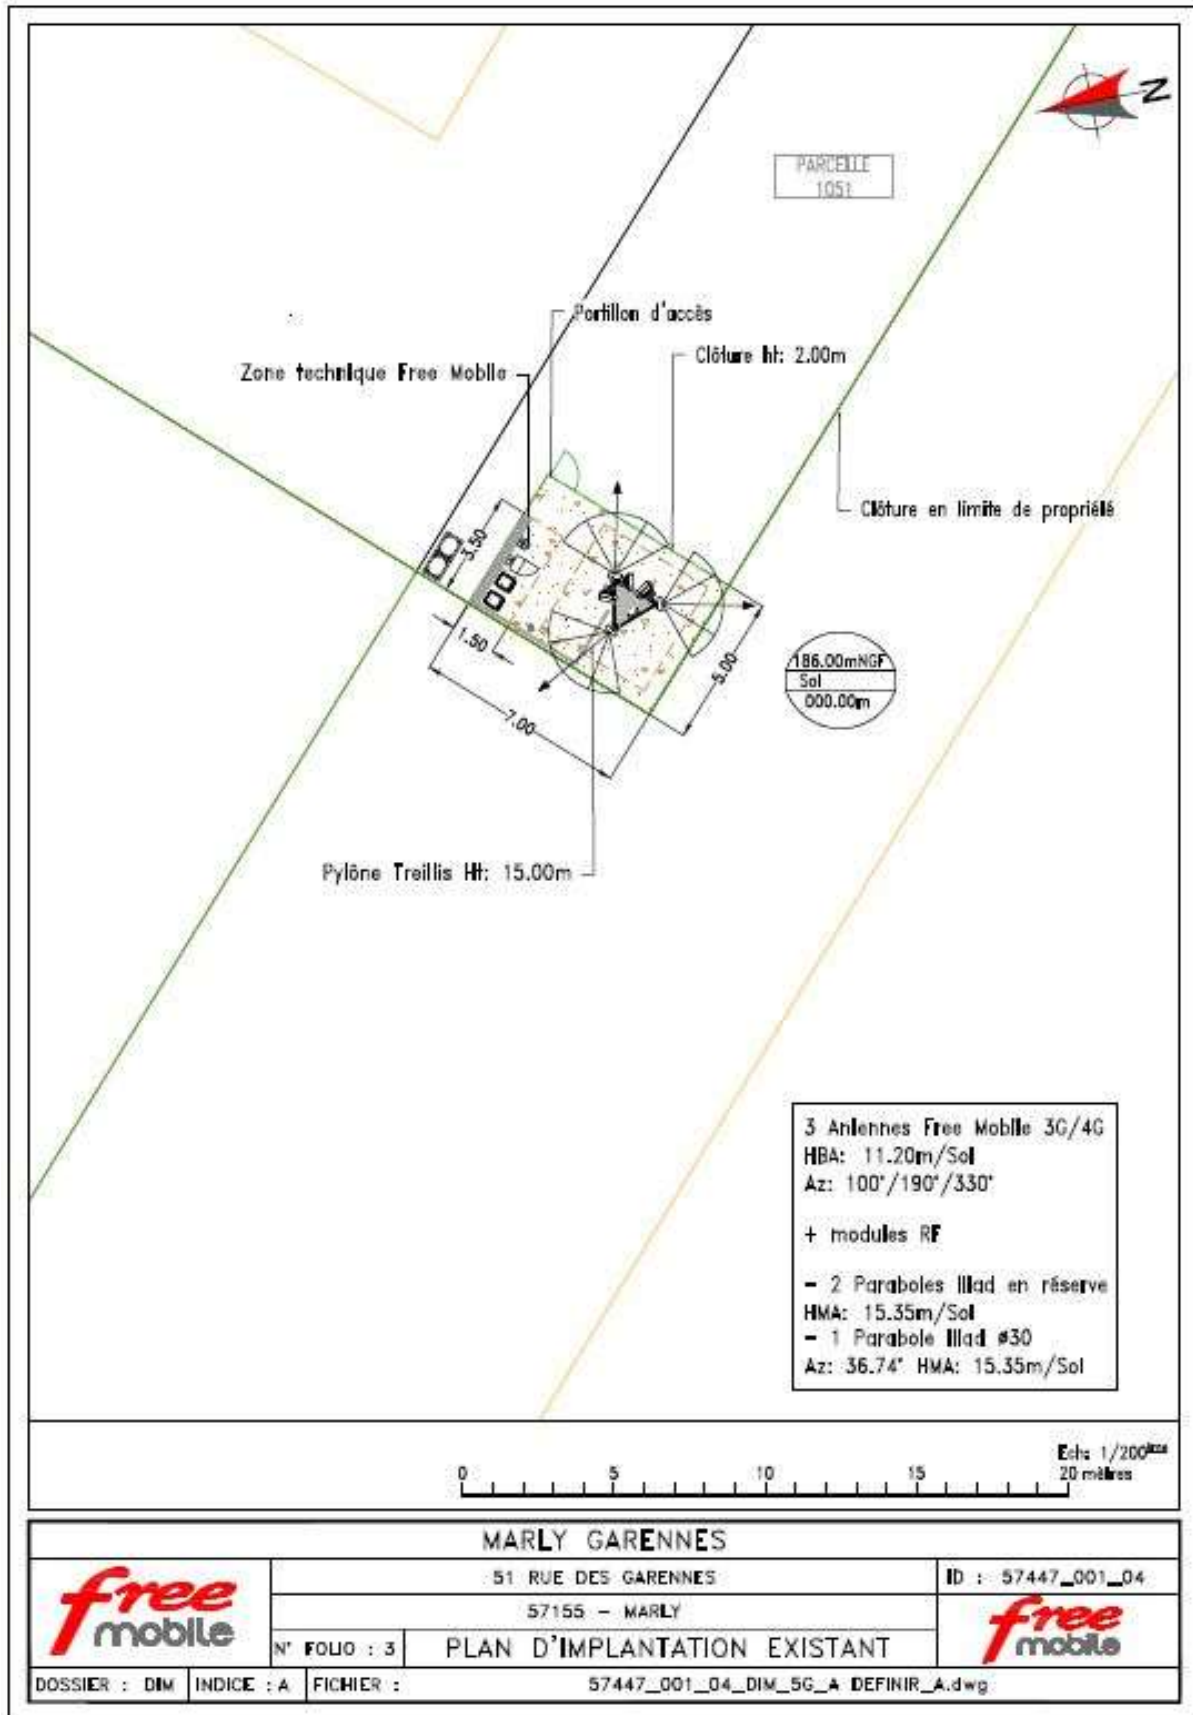 N
PARCELLE
1051
Portillon d'accès
Clôture ht: 2.00m
Zone technique Free Mobile
Clôture en limite de propriété
3.50
1.50
7.00
5.00
186.00mNGF
Sol
000.00m
Pylône Treillis Ht: 15.00m
3 Antennes Free Mobile 3G/4G
HBA: 11.20m/Sol
Az: 100°/190°/330°
+ modules RF
- 2 Paraboles Iliad en réserve
HMA: 15.35m/Sol
- 1 Parabole Iliad ø30
Az: 36.74° HMA: 15.35m/Sol
Ech: 1/200ème
0 5 10 15 20 mètres
MARLY GARENNES
free mobile
51 RUE DES GARENNES
ID : 57447_001_04
57155 - MARLY
free mobile
N° FOLIO : 3
PLAN D'IMPLANTATION EXISTANT
DOSSIER : DIM
INDICE : A
FICHIER : 57447_001_04_DIM_5G_A DEFINIR_A.dwg